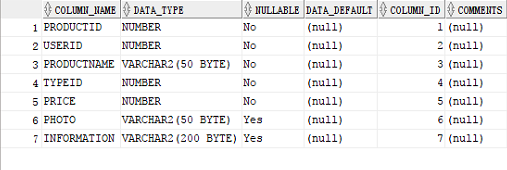 COLUMN_NAME DATA_TYPE NULLABLE DATA_DEFAULT COLUMN_ID COMMENTS
1 PRODUCTID NUMBER No (null) 1 (null)
2 USERID NUMBER No (null) 2 (null)
3 PRODUCTNAME VARCHAR2(50 BYTE) No (null) 3 (null)
4 TYPEID NUMBER No (null) 4 (null)
5 PRICE NUMBER No (null) 5 (null)
6 PHOTO VARCHAR2(50 BYTE) Yes (null) 6 (null)
7 INFORMATION VARCHAR2(200 BYTE) Yes (null) 7 (null)